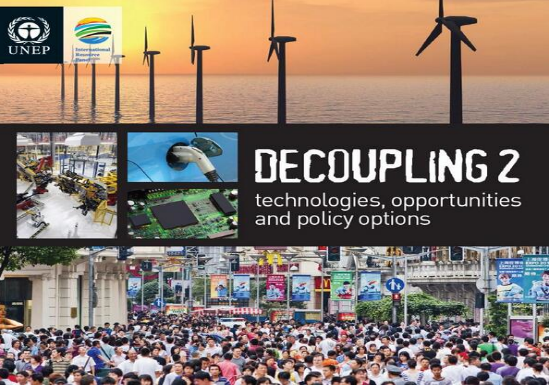 UNEP
International
Resource
Panel
DECOUPLING 2
technologies, opportunities
and policy options